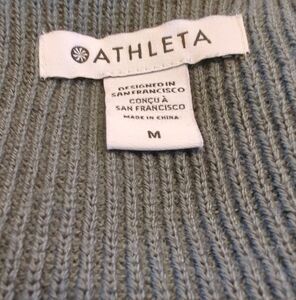 ATHLETA
DESIGNED IN
SAN FRANCISCO
CONÇU À
SAN FRANCISCO
MADE IN CHINA
M